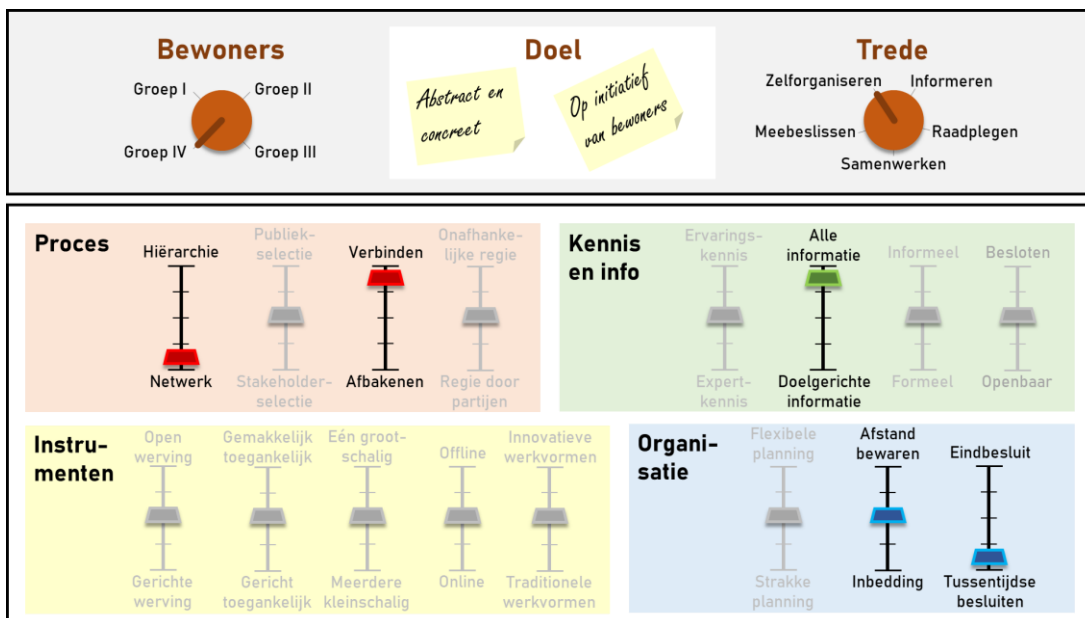 Bewoners
Groep I
Groep II
Groep IV
Groep III
Doel
Abstract en
concreet
Op initiatief
van bewoners
Trede
Zelforganiseren
Informeren
Meebeslissen
Raadplegen
Samenwerken
Proces
Hiërarchie
Netwerk
Publiek-
selectie
Stakeholder-
selectie
Verbinden
Afbakenen
Onafhanke-
lijke regie
Regie door
partijen
Kennis
en info
Ervarings-
kennis
Expert-
kennis
Alle
informatie
Doelgerichte
informatie
Informeel
Formeel
Besloten
Openbaar
Instru-
menten
Open
werving
Gerichte
werving
Gemakkelijk
toegankelijk
Gericht
toegankelijk
Eén groot-
schalig
Meerdere
kleinschalig
Offline
Online
Innovatieve
werkvormen
Traditionele
werkvormen
Organi-
satie
Flexibele
planning
Strakke
planning
Afstand
bewaren
Inbedding
Eindbesluit
Tussentijdse
besluiten